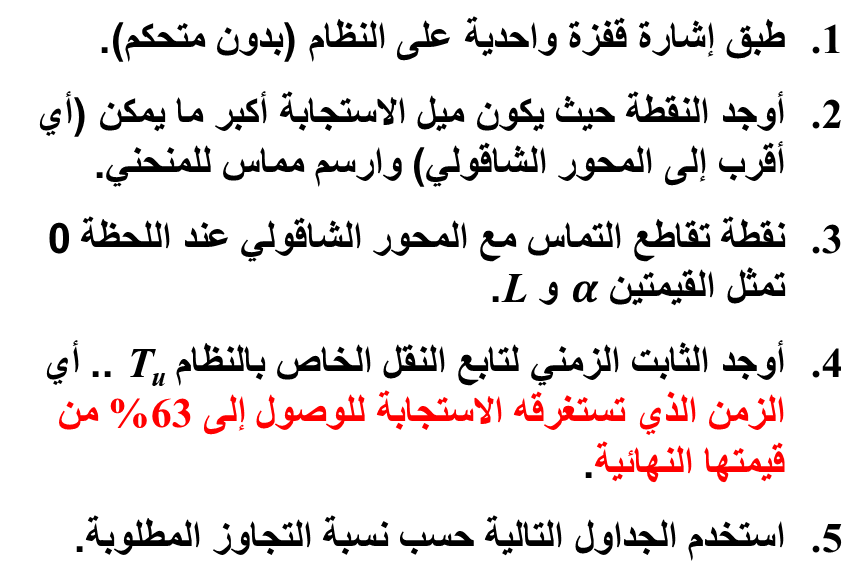 1. طبق إشارة قفزة واحدية على النظام (بدون متحكم).
2. أوجد النقطة حيث يكون ميل الاستجابة أكبر ما يمكن (أي
أقرب إلى المحور الشاقولي) وارسم مماس للمنحني.
3. نقطة تقاطع التماس مع المحور الشاقولي عند اللحظة 0
تمثل القيمتين α و L.
4. أوجد الثابت الزمني لتابع النقل الخاص بالنظام Tu .. أي
الزمن الذي تستغرقه الاستجابة للوصول إلى 63% من
قيمتها النهائية.
5. استخدم الجداول التالية حسب نسبة التجاوز المطلوبة.